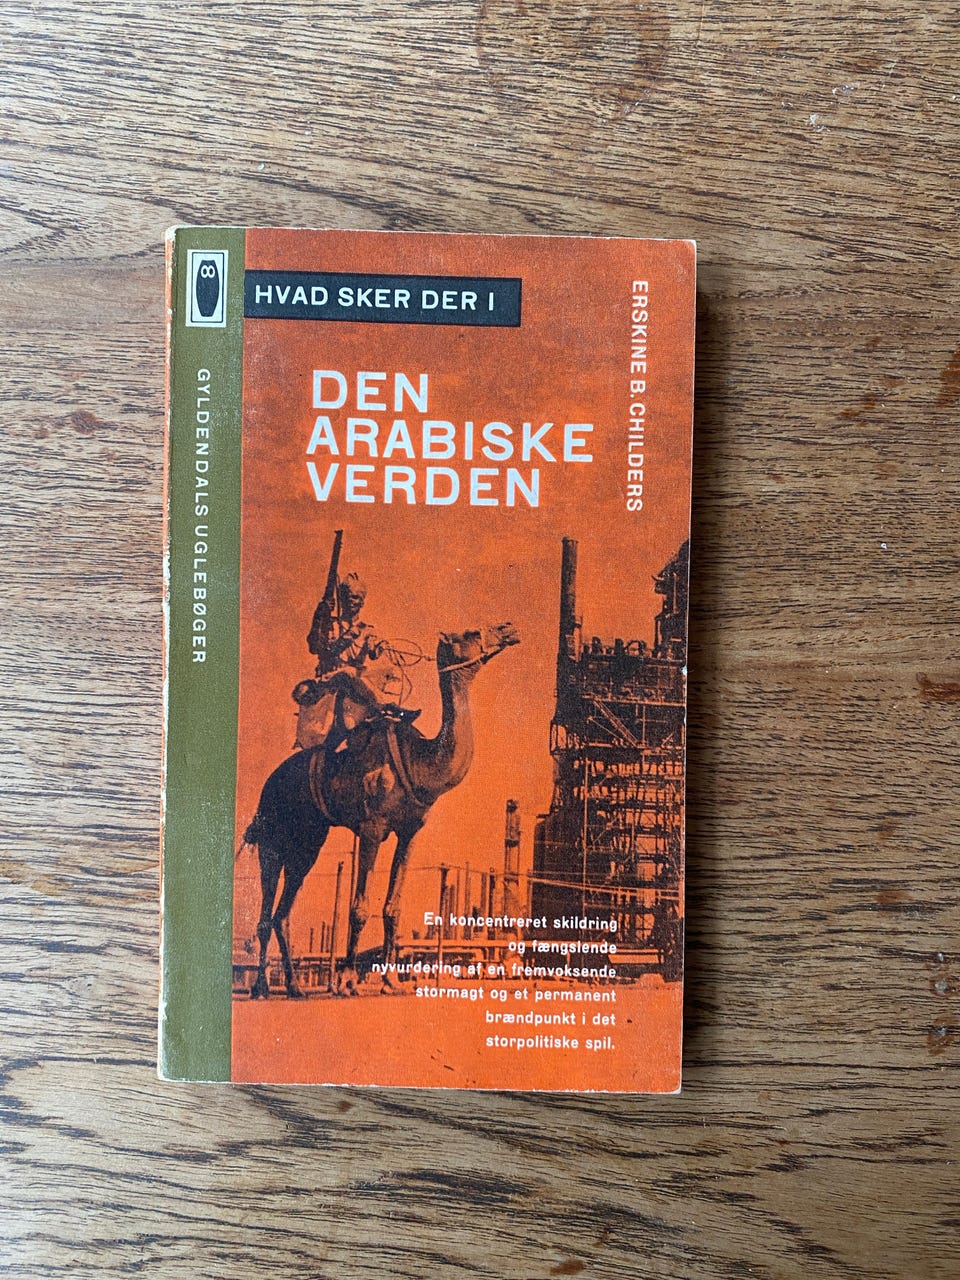 HVAD SKER DER I
DEN
ARABISKE
VERDEN
ERSKINE B. CHILDERS
GYLDENDALS UGLEBØGER
En koncentreret skildring
og fængslende
nyvurdering af en fremvoksende
stormagt og et permanent
brændpunkt i det
storpolitiske spil.